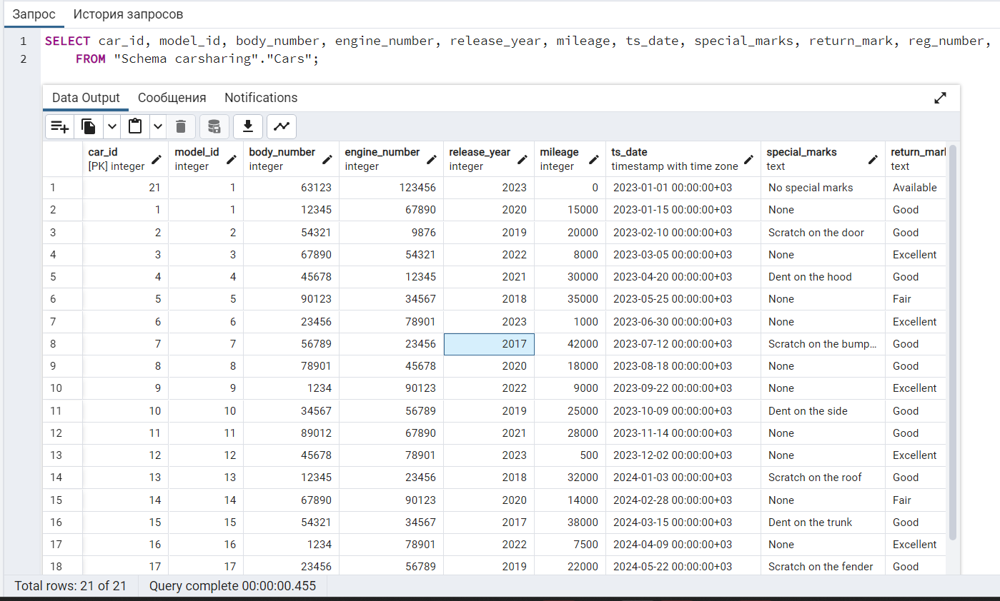 Запрос История запросов
1 SELECT car_id, model_id, body_number, engine_number, release_year, mileage, ts_date, special_marks, return_mark, reg_number,
2 FROM "Schema carsharing"."Cars";
Data Output Сообщения Notifications
car_id model_id body_number engine_number release_year mileage ts_date special_marks return_mark
[PK] integer integer integer integer integer integer timestamp with time zone text text
1 21 1 63123 123456 2023 0 2023-01-01 00:00:00+03 No special marks Available
2 1 1 12345 67890 2020 15000 2023-01-15 00:00:00+03 None Good
3 2 2 54321 9876 2019 20000 2023-02-10 00:00:00+03 Scratch on the door Good
4 3 3 67890 54321 2022 8000 2023-03-05 00:00:00+03 None Excellent
5 4 4 45678 12345 2021 30000 2023-04-20 00:00:00+03 Dent on the hood Good
6 5 5 90123 34567 2018 35000 2023-05-25 00:00:00+03 None Fair
7 6 6 23456 78901 2023 1000 2023-06-30 00:00:00+03 None Excellent
8 7 7 56789 23456 2017 42000 2023-07-12 00:00:00+03 Scratch on the bump... Good
9 8 8 78901 45678 2020 18000 2023-08-18 00:00:00+03 None Good
10 9 9 1234 90123 2022 9000 2023-09-22 00:00:00+03 None Excellent
11 10 10 34567 56789 2019 25000 2023-10-09 00:00:00+03 Dent on the side Good
12 11 11 89012 67890 2021 28000 2023-11-14 00:00:00+03 None Good
13 12 12 45678 78901 2023 500 2023-12-02 00:00:00+03 None Excellent
14 13 13 12345 23456 2018 32000 2024-01-03 00:00:00+03 Scratch on the roof Good
15 14 14 67890 90123 2020 14000 2024-02-28 00:00:00+03 None Fair
16 15 15 54321 34567 2017 38000 2024-03-15 00:00:00+03 Dent on the trunk Good
17 16 16 1234 78901 2022 7500 2024-04-09 00:00:00+03 None Excellent
18 17 17 23456 56789 2019 22000 2024-05-22 00:00:00+03 Scratch on the fender Good
Total rows: 21 of 21 Query complete 00:00:00.455